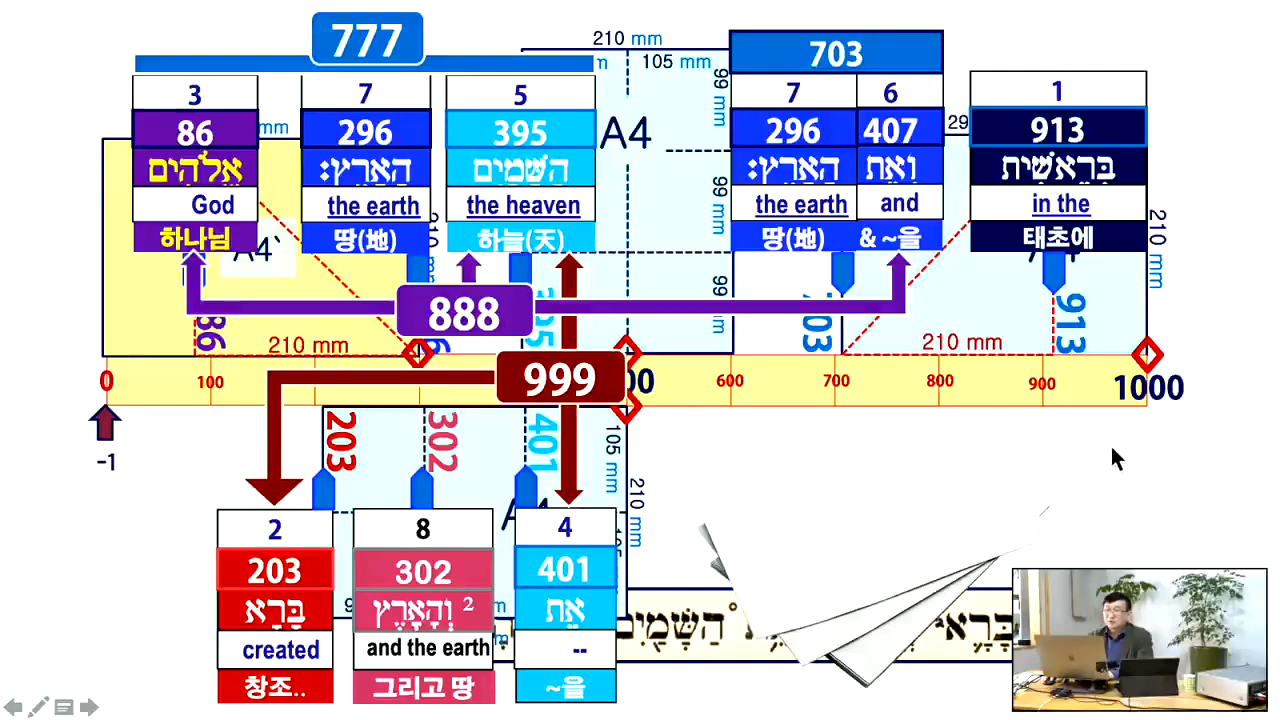 777
210 mm
703
105 mm
3
7
5
7
6
1
86
296
395
296
407
913
mm
A4
29
אֱלֹהִים
הָאָרֶץ׃
הַשָּׁמַיִם
הָאָרֶץ׃
וְאֵת
בְּרֵאשִׁית
God
the earth
the heaven
the earth
and
in the
하나님
땅(地)
하늘(天)
땅(地)
& ~을
태초에
A4`
99 mm
99 mm
99 mm
210 mm
888
913
210 mm
210 mm
999
0
100
600
700
800
900
1000
-1
203
302
401
105 mm
210 mm
2
8
4
203
302
401
בָּרָא
וְהָאָרֶץ 2
אֵת
הַשָּׁמַיִם
created
and the earth
--
창조..
그리고 땅
~을